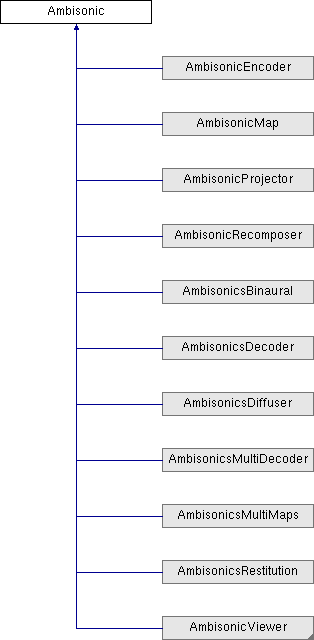 Ambisonic
AmbisonicEncoder
AmbisonicMap
AmbisonicProjector
AmbisonicRecomposer
AmbisonicsBinaural
AmbisonicsDecoder
AmbisonicsDiffuser
AmbisonicsMultiDecoder
AmbisonicsMultiMaps
AmbisonicsRestitution
AmbisonicViewer